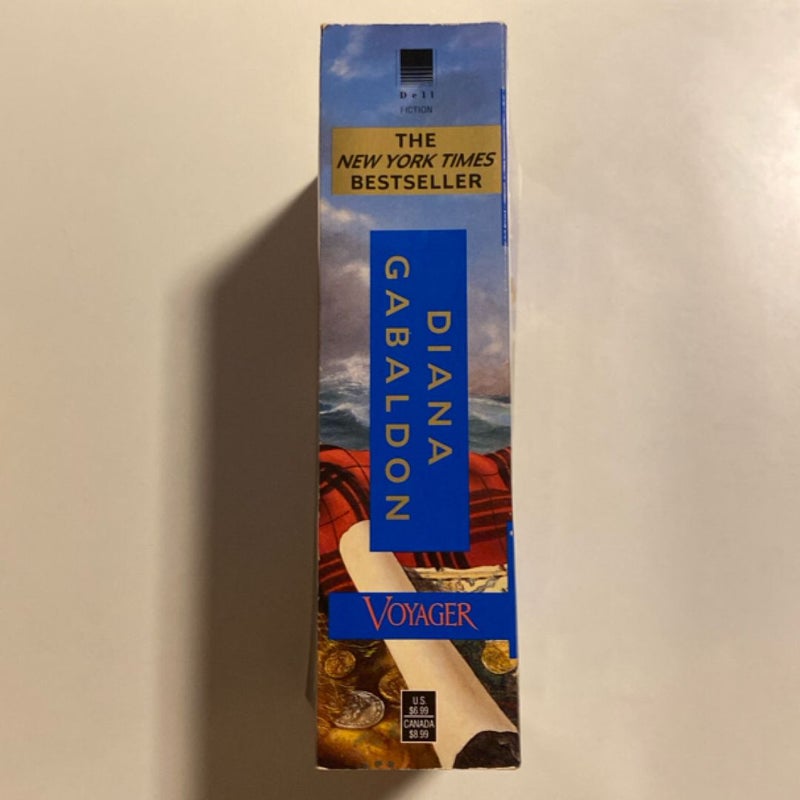 Dell
FICTION
THE
NEW YORK TIMES
BESTSELLER
DIANA
GABALDON
VOYAGER
U.S.
$6.99
CANADA
$8.99